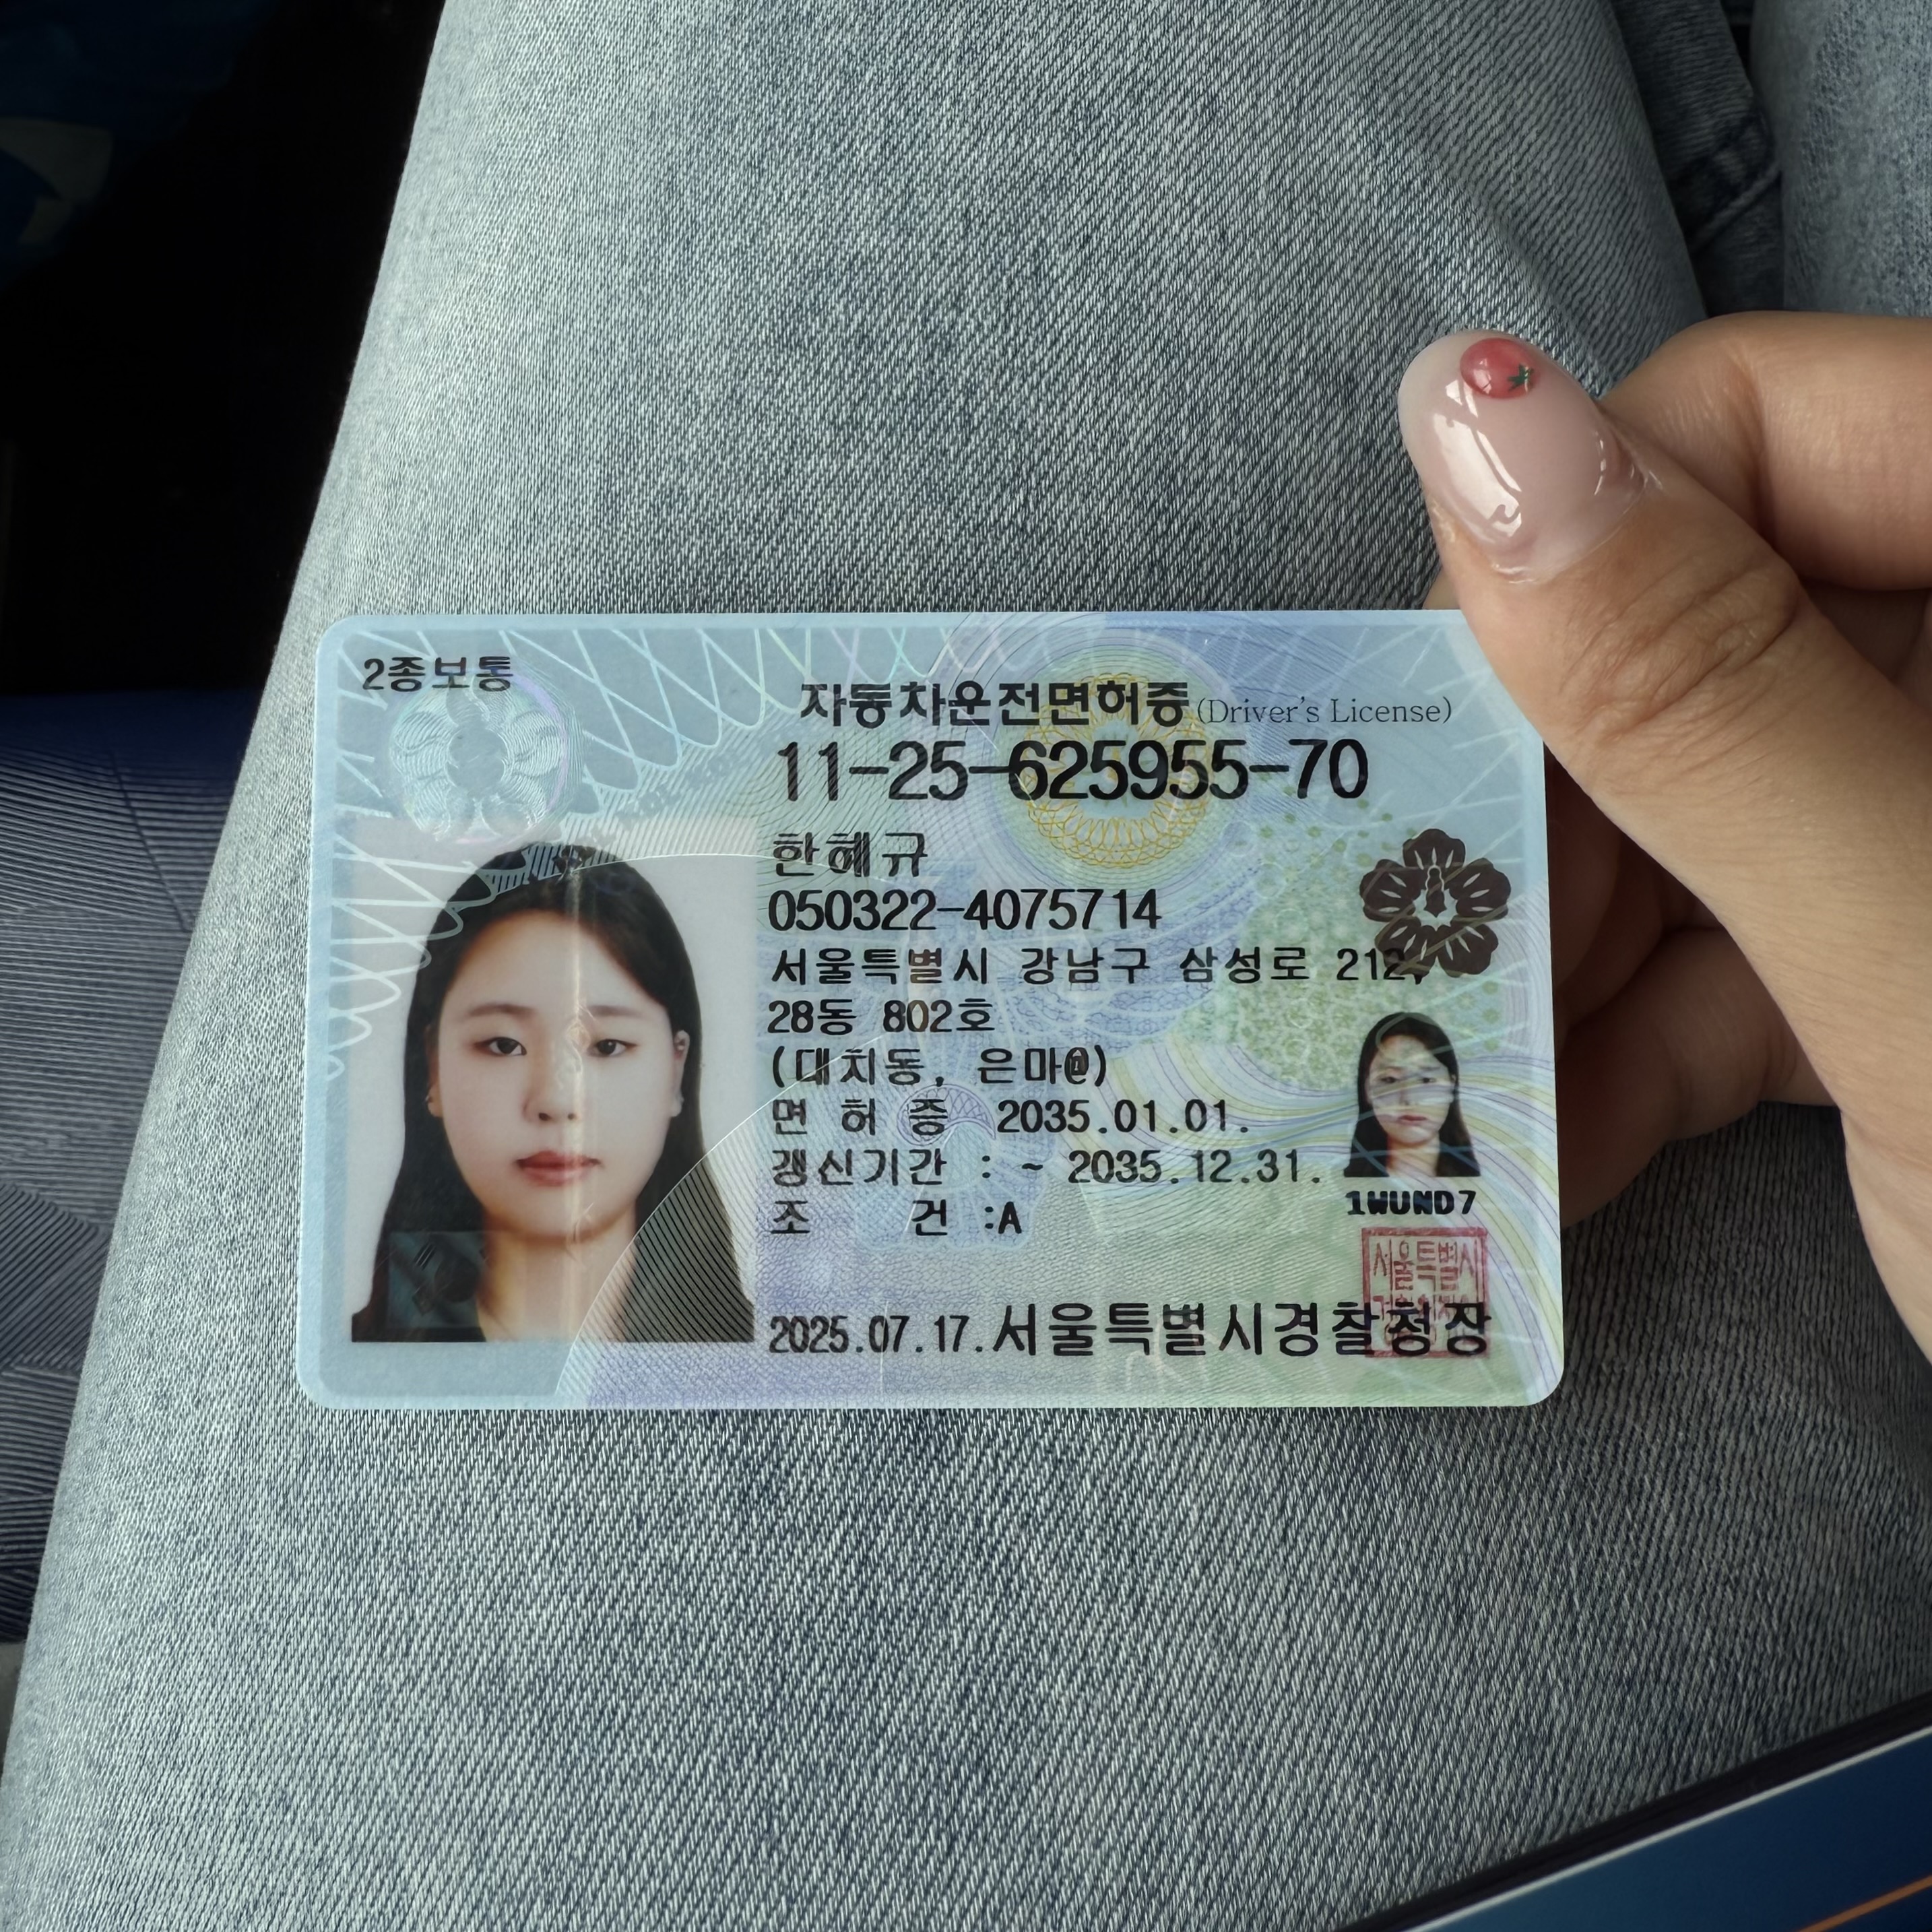 2종보통
자동차운전면허증(Driver's License)
11-25-625955-70
한혜규
050322-4075714
서울특별시 강남구 삼성로 212,
28동 802호
(대치동, 은마@)
면 허 증 2035.01.01.
갱신기간 : ~ 2035.12.31.
조 건 :A
1WUND7
서울특별시
2025.07.17.서울특별시경찰청장